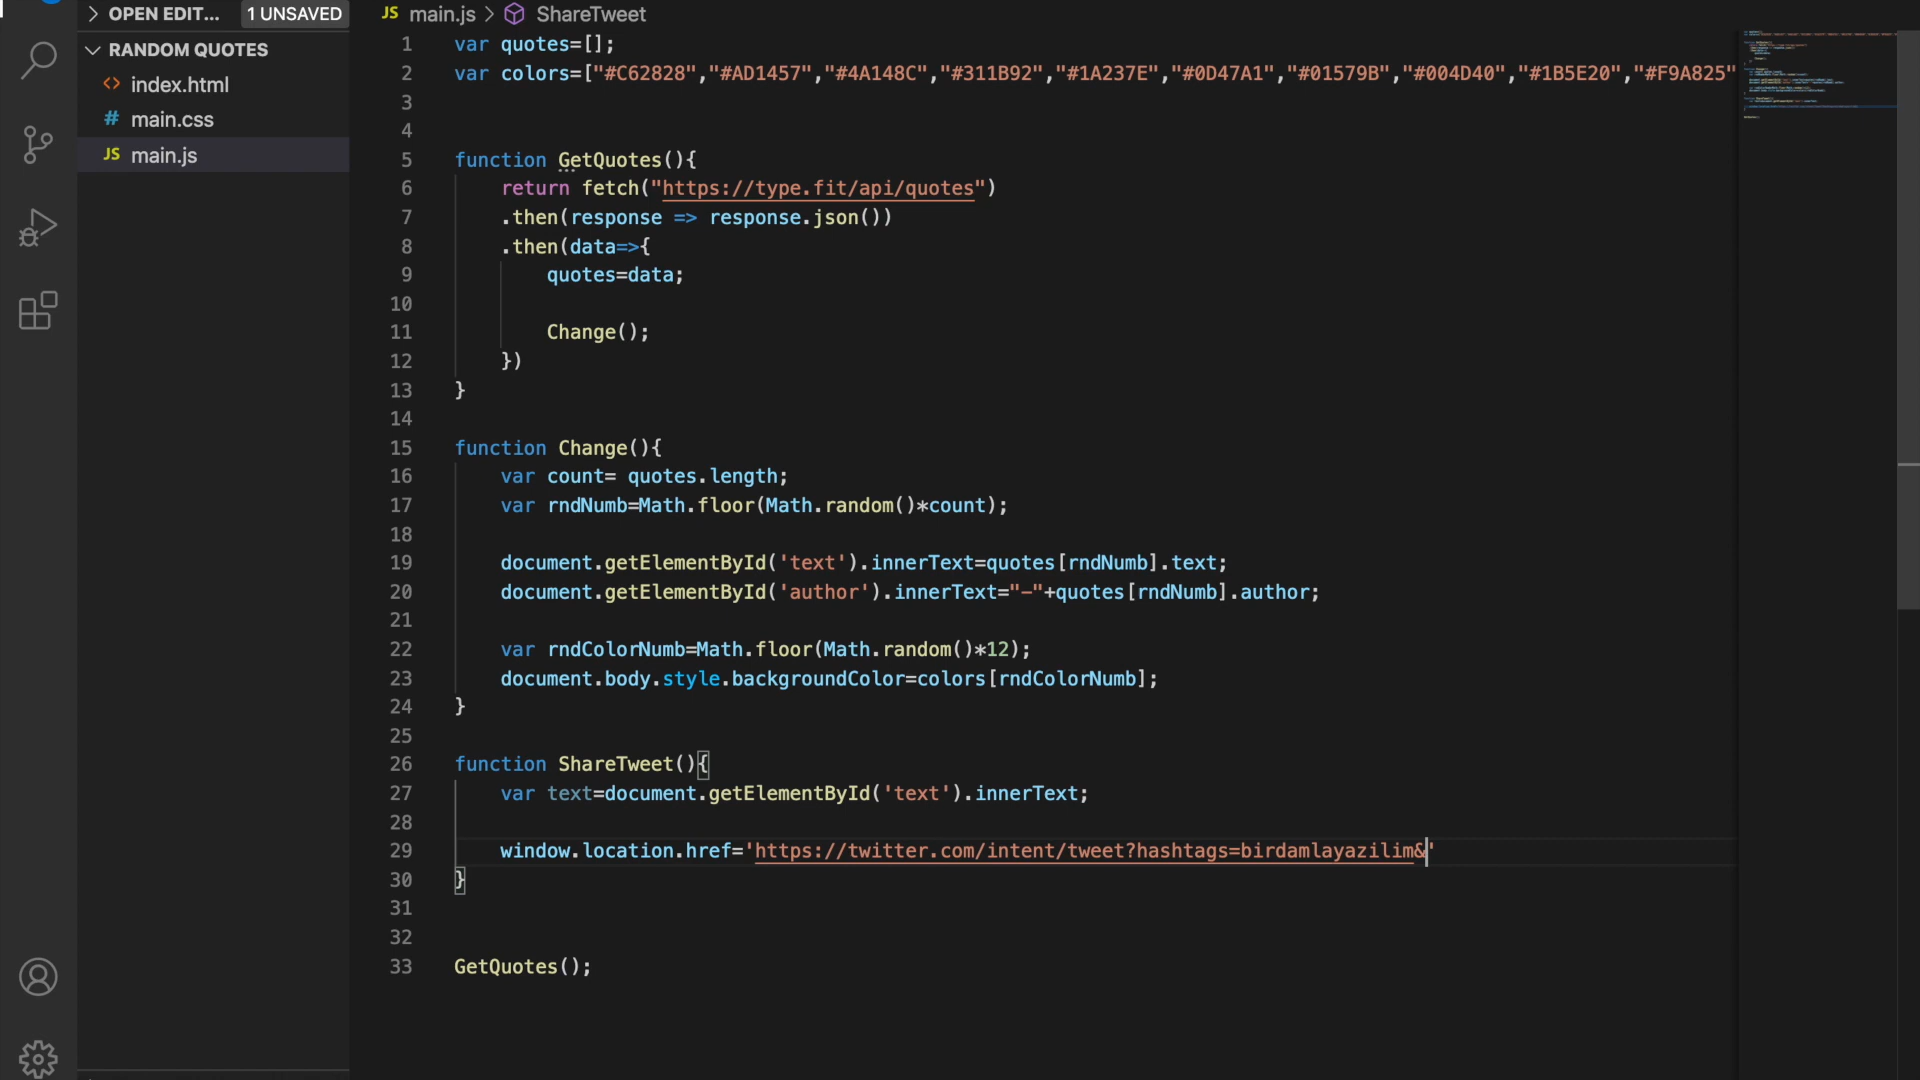 OPEN EDIT... 1 UNSAVED
RANDOM QUOTES
<> index.html
# main.css
JS main.js
JS main.js > ShareTweet
1 var quotes=[];
2 var colors=["#C62828","#AD1457","#4A148C","#311B92","#1A237E","#0D47A1","#01579B","#004D40","#1B5E20","#F9A825"
3
4
5 function GetQuotes(){
6 return fetch("https://type.fit/api/quotes")
7 .then(response => response.json())
8 .then(data=>{
9 quotes=data;
10
11 Change();
12 })
13 }
14
15 function Change(){
16 var count= quotes.length;
17 var rndNumb=Math.floor(Math.random()*count);
18
19 document.getElementById('text').innerText=quotes[rndNumb].text;
20 document.getElementById('author').innerText="-"+quotes[rndNumb].author;
21
22 var rndColorNumb=Math.floor(Math.random()*12);
23 document.body.style.backgroundColor=colors[rndColorNumb];
24 }
25
26 function ShareTweet(){
27 var text=document.getElementById('text').innerText;
28
29 window.location.href='https://twitter.com/intent/tweet?hashtags=birdamlayazilim&'
30 }
31
32
33 GetQuotes();